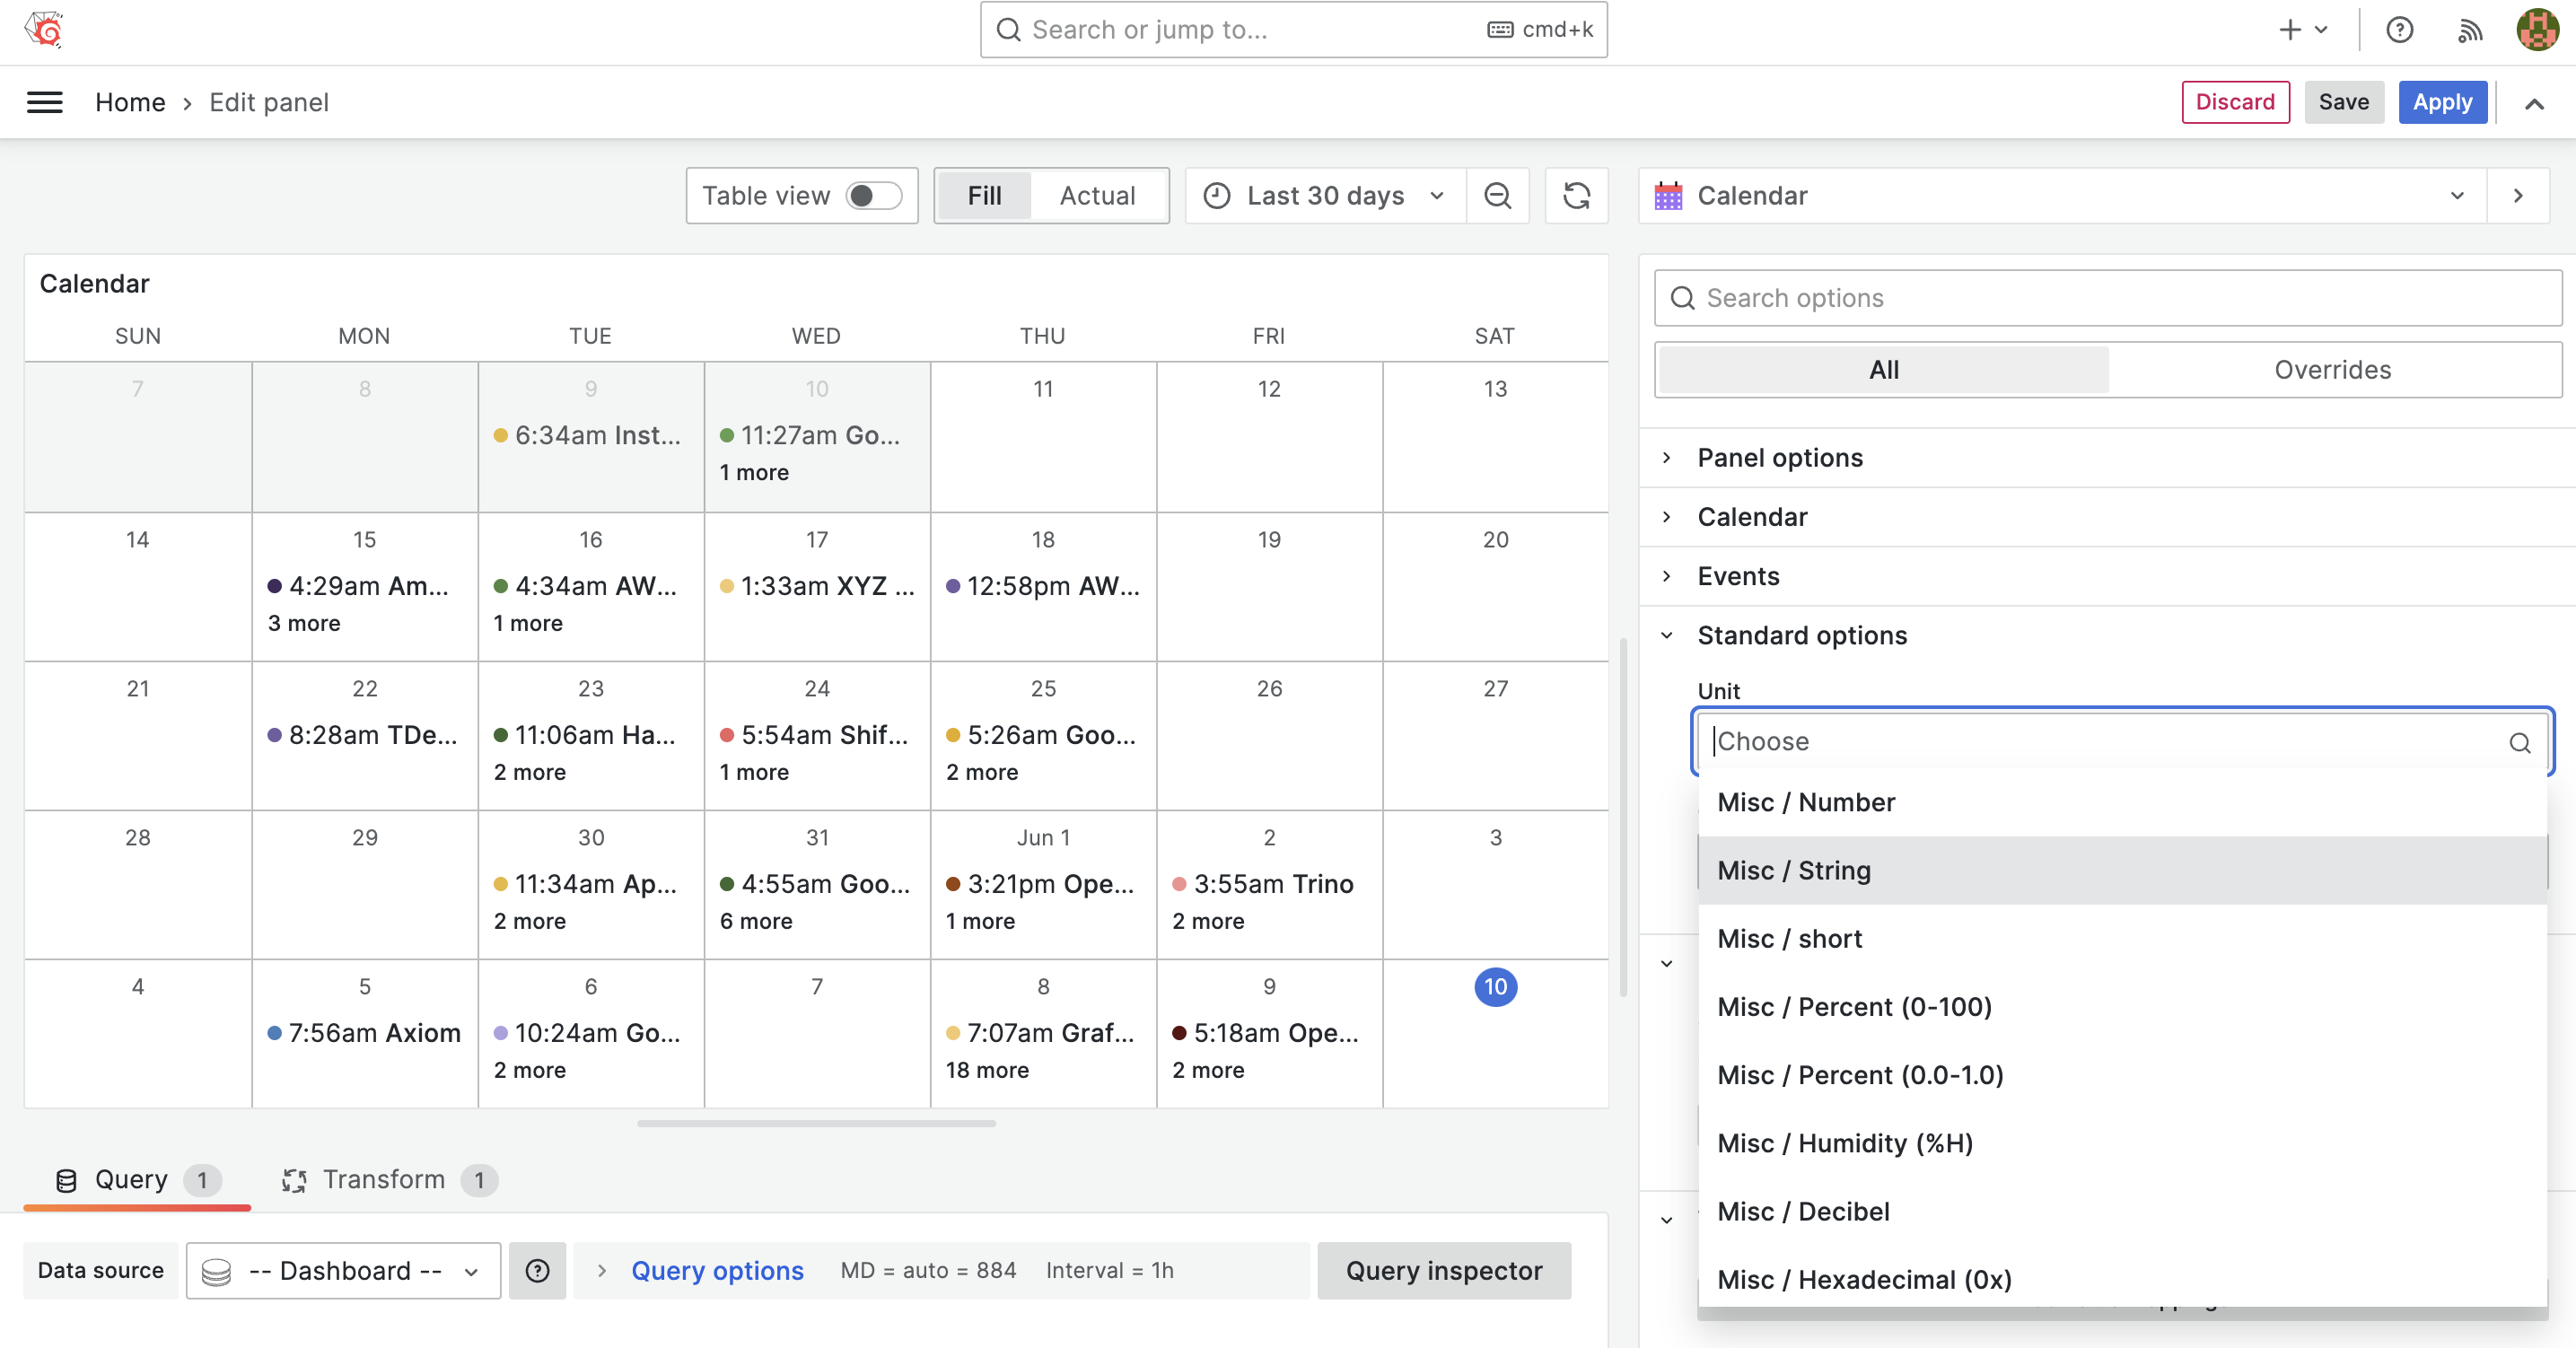 Search or jump to... cmd+k
Home › Edit panel Discard Save Apply
Table view Fill Actual Last 30 days Calendar
Calendar
SUN MON TUE WED THU FRI SAT
7 8 9 10 11 12 13
6:34am Inst... 11:27am Go...
1 more
14 15 16 17 18 19 20
4:29am Am... 4:34am AW... 1:33am XYZ ... 12:58pm AW...
3 more 1 more
21 22 23 24 25 26 27
8:28am TDe... 11:06am Ha... 5:54am Shif... 5:26am Goo...
2 more 1 more 2 more
28 29 30 31 Jun 1 2 3
11:34am Ap... 4:55am Goo... 3:21pm Ope... 3:55am Trino
2 more 6 more 1 more 2 more
4 5 6 7 8 9 10
7:56am Axiom 10:24am Go... 7:07am Graf... 5:18am Ope...
2 more 18 more 2 more
Query 1 Transform 1
Data source -- Dashboard -- Query options MD = auto = 884 Interval = 1h Query inspector
Search options
All Overrides
Panel options
Calendar
Events
Standard options
Unit
Choose
Misc / Number
Misc / String
Misc / short
Misc / Percent (0-100)
Misc / Percent (0.0-1.0)
Misc / Humidity (%H)
Misc / Decibel
Misc / Hexadecimal (0x)